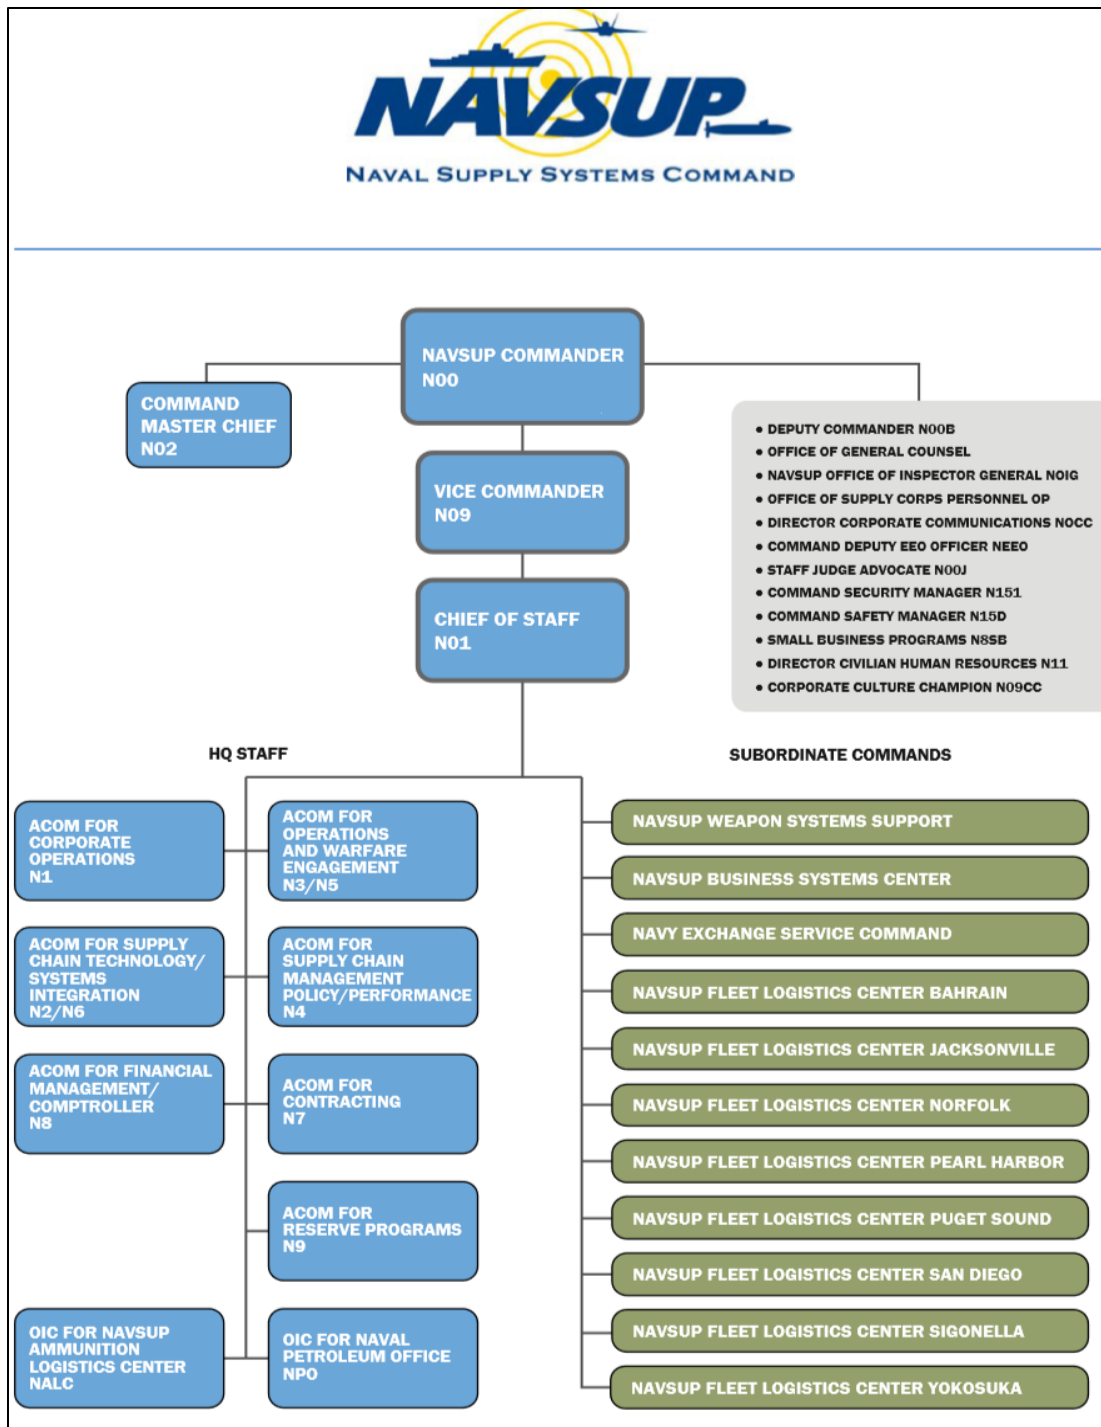 NAVSUP
NAVAL SUPPLY SYSTEMS COMMAND
NAVSUP COMMANDER
N00
COMMAND
MASTER CHIEF
N02
VICE COMMANDER
N09
CHIEF OF STAFF
N01
• DEPUTY COMMANDER N00B
• OFFICE OF GENERAL COUNSEL
• NAVSUP OFFICE OF INSPECTOR GENERAL NOIG
• OFFICE OF SUPPLY CORPS PERSONNEL OP
• DIRECTOR CORPORATE COMMUNICATIONS NOCC
• COMMAND DEPUTY EEO OFFICER NEEO
• STAFF JUDGE ADVOCATE N00J
• COMMAND SECURITY MANAGER N151
• COMMAND SAFETY MANAGER N15D
• SMALL BUSINESS PROGRAMS N8SB
• DIRECTOR CIVILIAN HUMAN RESOURCES N11
• CORPORATE CULTURE CHAMPION N09CC
HQ STAFF
ACOM FOR
CORPORATE
OPERATIONS
N1
ACOM FOR
OPERATIONS
AND WARFARE
ENGAGEMENT
N3/N5
ACOM FOR SUPPLY
CHAIN TECHNOLOGY/
SYSTEMS
INTEGRATION
N2/N6
ACOM FOR
SUPPLY CHAIN
MANAGEMENT
POLICY/PERFORMANCE
N4
ACOM FOR FINANCIAL
MANAGEMENT/
COMPTROLLER
N8
ACOM FOR
CONTRACTING
N7
ACOM FOR
RESERVE PROGRAMS
N9
OIC FOR NAVSUP
AMMUNITION
LOGISTICS CENTER
NALC
OIC FOR NAVAL
PETROLEUM OFFICE
NPO
SUBORDINATE COMMANDS
NAVSUP WEAPON SYSTEMS SUPPORT
NAVSUP BUSINESS SYSTEMS CENTER
NAVY EXCHANGE SERVICE COMMAND
NAVSUP FLEET LOGISTICS CENTER BAHRAIN
NAVSUP FLEET LOGISTICS CENTER JACKSONVILLE
NAVSUP FLEET LOGISTICS CENTER NORFOLK
NAVSUP FLEET LOGISTICS CENTER PEARL HARBOR
NAVSUP FLEET LOGISTICS CENTER PUGET SOUND
NAVSUP FLEET LOGISTICS CENTER SAN DIEGO
NAVSUP FLEET LOGISTICS CENTER SIGONELLA
NAVSUP FLEET LOGISTICS CENTER YOKOSUKA